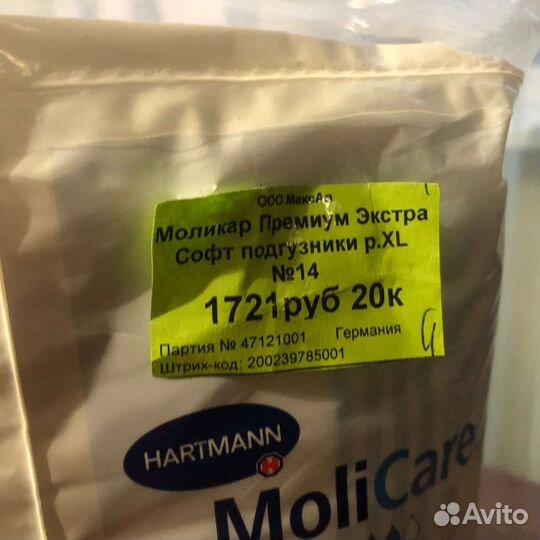 ООО МаксАп
Моликар Премиум Экстра
Софт подгузники р.XL
№14
1721руб 20к
Партия № 47121001 Германия
Штрих-код: 200239785001
HARTMANN
MoliCare
Avito